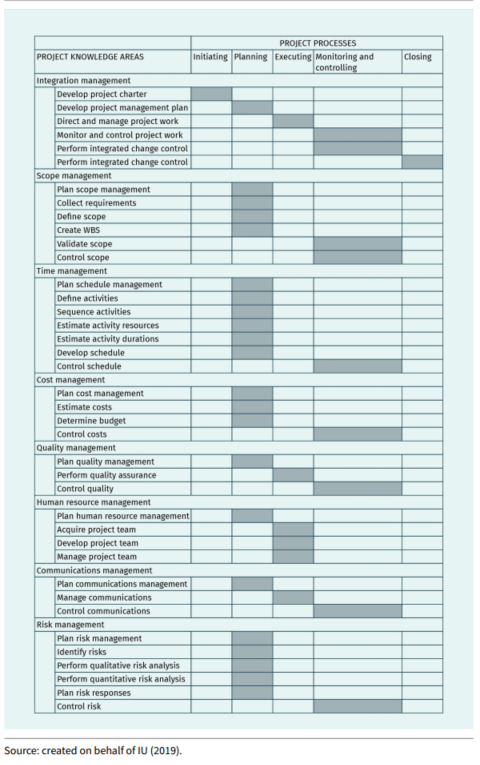 PROJECT PROCESSES
PROJECT KNOWLEDGE AREAS Initiating Planning Executing Monitoring and controlling Closing
Integration management
Develop project charter
Develop project management plan
Direct and manage project work
Monitor and control project work
Perform integrated change control
Perform integrated change control
Scope management
Plan scope management
Collect requirements
Define scope
Create WBS
Validate scope
Control scope
Time management
Plan schedule management
Define activities
Sequence activities
Estimate activity resources
Estimate activity durations
Develop schedule
Control schedule
Cost management
Plan cost management
Estimate costs
Determine budget
Control costs
Quality management
Plan quality management
Perform quality assurance
Control quality
Human resource management
Plan human resource management
Acquire project team
Develop project team
Manage project team
Communications management
Plan communications management
Manage communications
Control communications
Risk management
Plan risk management
Identify risks
Perform qualitative risk analysis
Perform quantitative risk analysis
Plan risk responses
Control risk
Source: created on behalf of IU (2019).